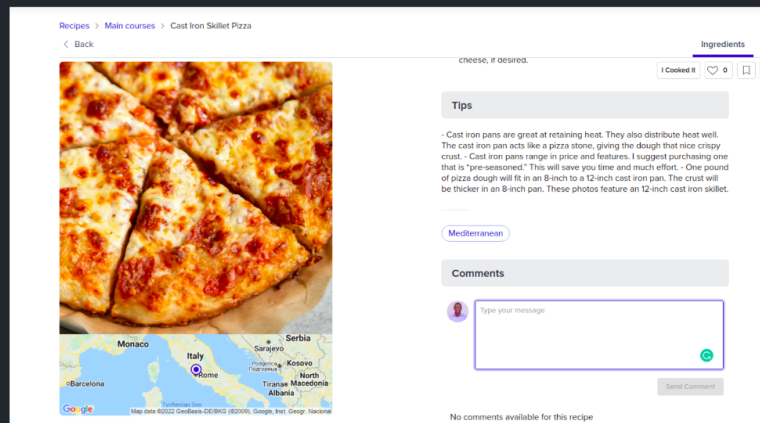 Recipes > Main courses > Cast Iron Skillet Pizza
< Back
Ingredients
cheese, if desired.
I Cooked it
0
Tips
- Cast iron pans are great at retaining heat. They also distribute heat well.
The cast iron pan acts like a pizza stone, giving the dough that nice crispy
crust. - Cast iron pans range in price and features. I suggest purchasing one
that is “pre-seasoned.” This will save you time and much effort. - One pound
of pizza dough will fit in an 8-inch to a 12-inch cast iron pan. The crust will
be thicker in an 8-inch pan. These photos feature an 12-inch cast iron skillet.
Mediterranean
Comments
Type your message
Send Comment
No comments available for this recipe
Monaco
Serbia
Sarajevo
Italy
Podgorica
Подгорица
Kosovo
Rome
North
Macedonia
Barcelona
Tirana
Albania
Tyrrhenian Sea
Google
Map data ©2022 GeoBasis-DE/BKG (©2009), Google, Inst. Geogr. Nacional